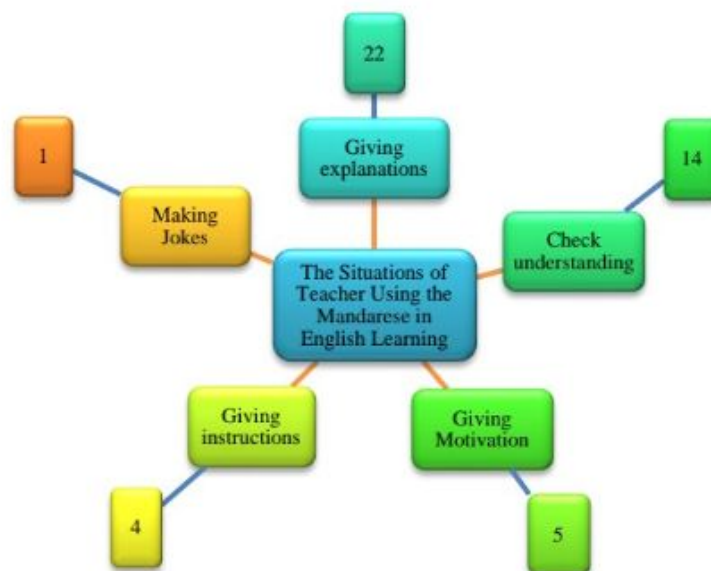 22
Giving
explanations
1
Making
Jokes
14
Check
understanding
The Situations of
Teacher Using the
Mandarese in
English Learning
Giving
instructions
4
Giving
Motivation
5